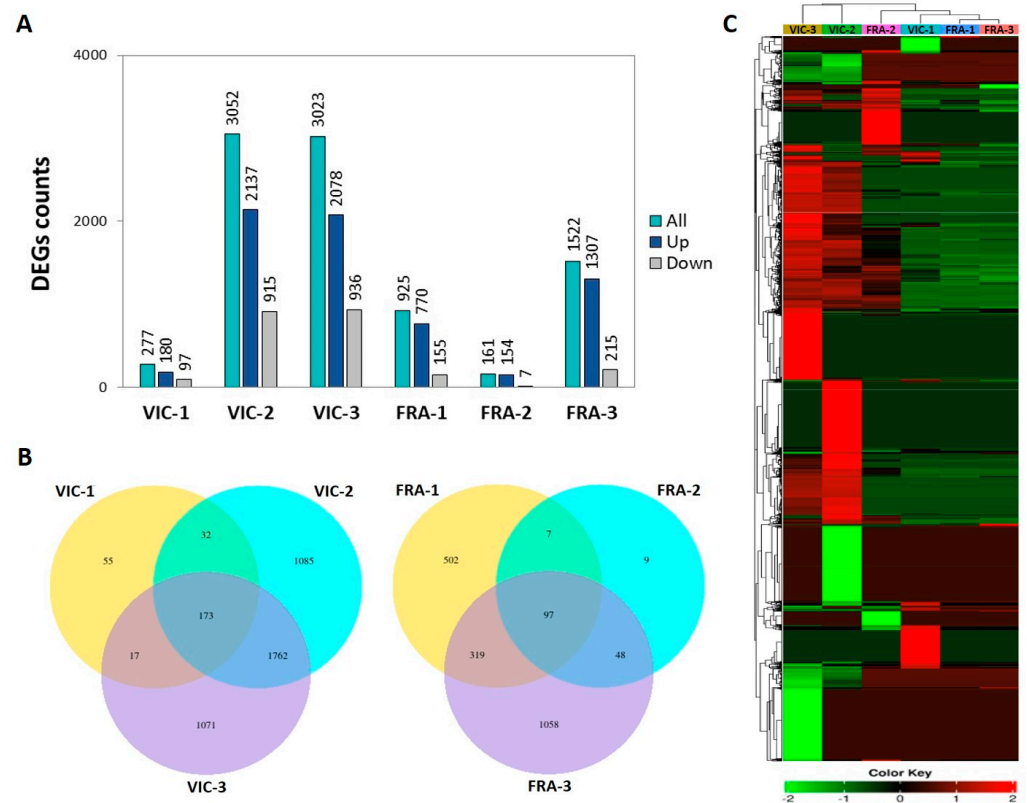 A
4000
2000
0
DEGs counts
277
180
97
3052
2137
915
3023
2078
936
925
770
155
161
154
7
1522
1307
215
VIC-1
VIC-2
VIC-3
FRA-1
FRA-2
FRA-3
All
Up
Down
B
VIC-1
VIC-2
32
55
1085
173
17
1762
1071
VIC-3
FRA-1
FRA-2
7
502
9
97
319
48
1058
FRA-3
C
VIC-3 VIC-2 FRA-2 VIC-1 FRA-1 FRA-3
Color Key
-2 -1 0 1 2